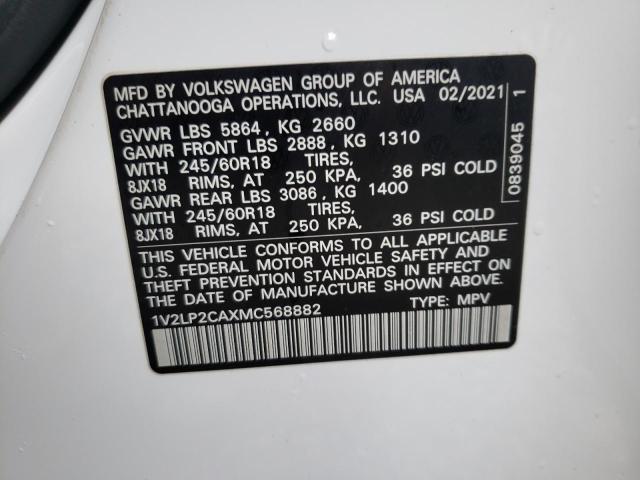 MFD BY VOLKSWAGEN GROUP OF AMERICA
CHATTANOOGA OPERATIONS, LLC. USA 02/2021
GVWR LBS 5864, KG 2660
GAWR FRONT LBS 2888, KG 1310
WITH 245/60R18 TIRES,
8JX18 RIMS, AT 250 KPA, 36 PSI COLD
GAWR REAR LBS 3086, KG 1400
WITH 245/60R18 TIRES,
8JX18 RIMS, AT 250 KPA, 36 PSI COLD
THIS VEHICLE CONFORMS TO ALL APPLICABLE
U.S. FEDERAL MOTOR VEHICLE SAFETY AND
THEFT PREVENTION STANDARDS IN EFFECT ON
THE DATE OF MANUFACTURE SHOWN ABOVE.
1V2LP2CAXMC568882 TYPE: MPV
0839045 1